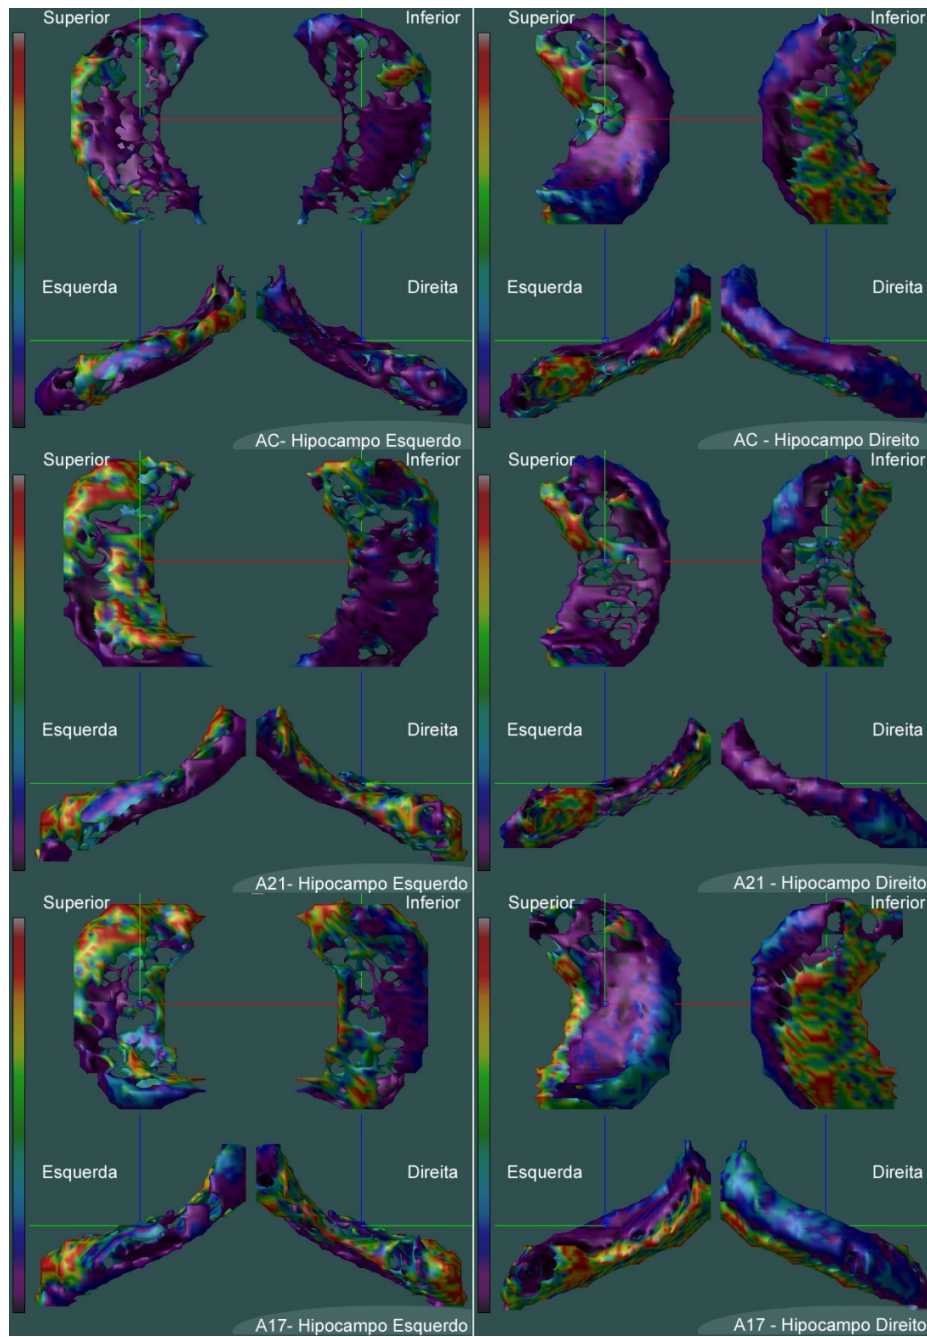 Superior Inferior
Esquerda Direita
AC- Hipocampo Esquerdo
Superior Inferior
Esquerda Direita
AC - Hipocampo Direito
Superior Inferior
Esquerda Direita
A21- Hipocampo Esquerdo
Superior Inferior
Esquerda Direita
A21 - Hipocampo Direito
Superior Inferior
Esquerda Direita
A17- Hipocampo Esquerdo
Superior Inferior
Esquerda Direita
A17 - Hipocampo Direito